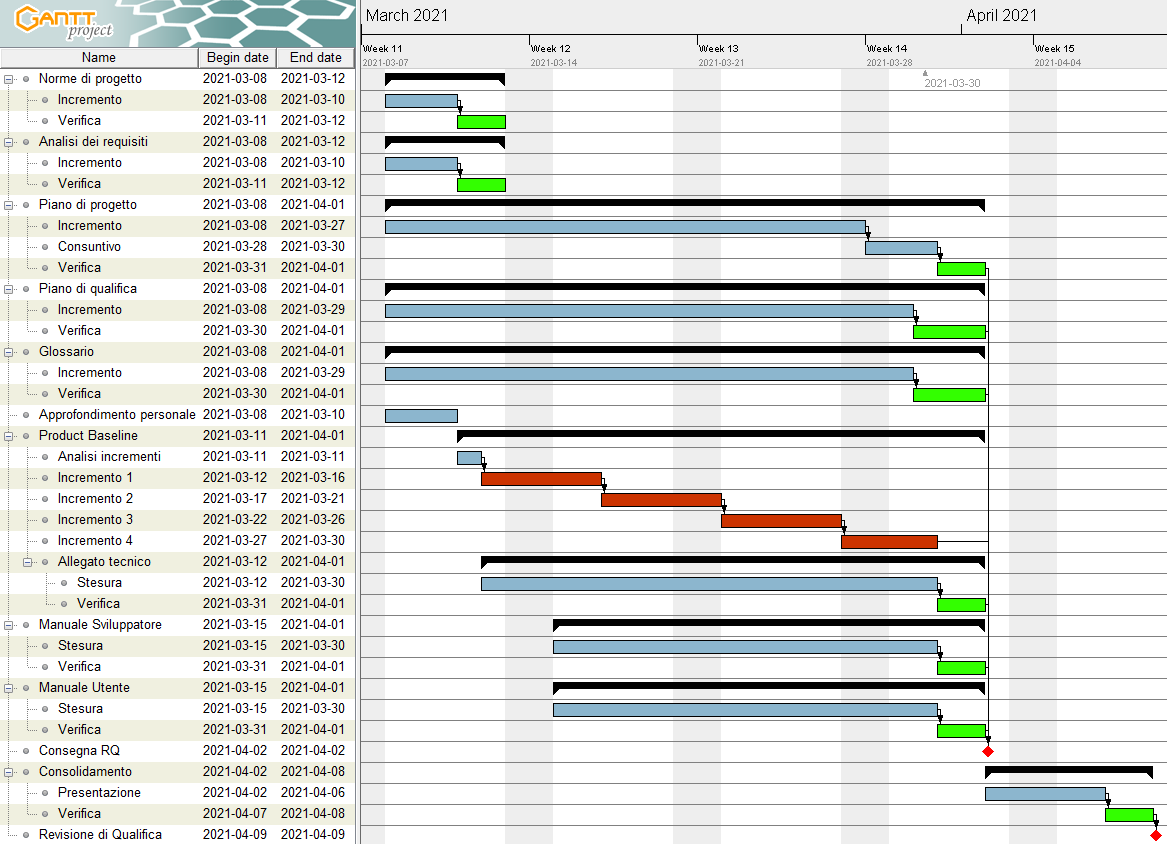 GANTT project
March 2021 April 2021
Week 11 Week 12 Week 13 Week 14 Week 15
2021-03-07 2021-03-14 2021-03-21 2021-03-28 2021-04-04
2021-03-30
Name Begin date End date
Norme di progetto 2021-03-08 2021-03-12
Incremento 2021-03-08 2021-03-10
Verifica 2021-03-11 2021-03-12
Analisi dei requisiti 2021-03-08 2021-03-12
Incremento 2021-03-08 2021-03-10
Verifica 2021-03-11 2021-03-12
Piano di progetto 2021-03-08 2021-04-01
Incremento 2021-03-08 2021-03-27
Consuntivo 2021-03-28 2021-03-30
Verifica 2021-03-31 2021-04-01
Piano di qualifica 2021-03-08 2021-04-01
Incremento 2021-03-08 2021-03-29
Verifica 2021-03-30 2021-04-01
Glossario 2021-03-08 2021-04-01
Incremento 2021-03-08 2021-03-29
Verifica 2021-03-30 2021-04-01
Approfondimento personale 2021-03-08 2021-03-10
Product Baseline 2021-03-11 2021-04-01
Analisi incrementi 2021-03-11 2021-03-11
Incremento 1 2021-03-12 2021-03-16
Incremento 2 2021-03-17 2021-03-21
Incremento 3 2021-03-22 2021-03-26
Incremento 4 2021-03-27 2021-03-30
Allegato tecnico 2021-03-12 2021-04-01
Stesura 2021-03-12 2021-03-30
Verifica 2021-03-31 2021-04-01
Manuale Sviluppatore 2021-03-15 2021-04-01
Stesura 2021-03-15 2021-03-30
Verifica 2021-03-31 2021-04-01
Manuale Utente 2021-03-15 2021-04-01
Stesura 2021-03-15 2021-03-30
Verifica 2021-03-31 2021-04-01
Consegna RQ 2021-04-02 2021-04-02
Consolidamento 2021-04-02 2021-04-08
Presentazione 2021-04-02 2021-04-06
Verifica 2021-04-07 2021-04-08
Revisione di Qualifica 2021-04-09 2021-04-09